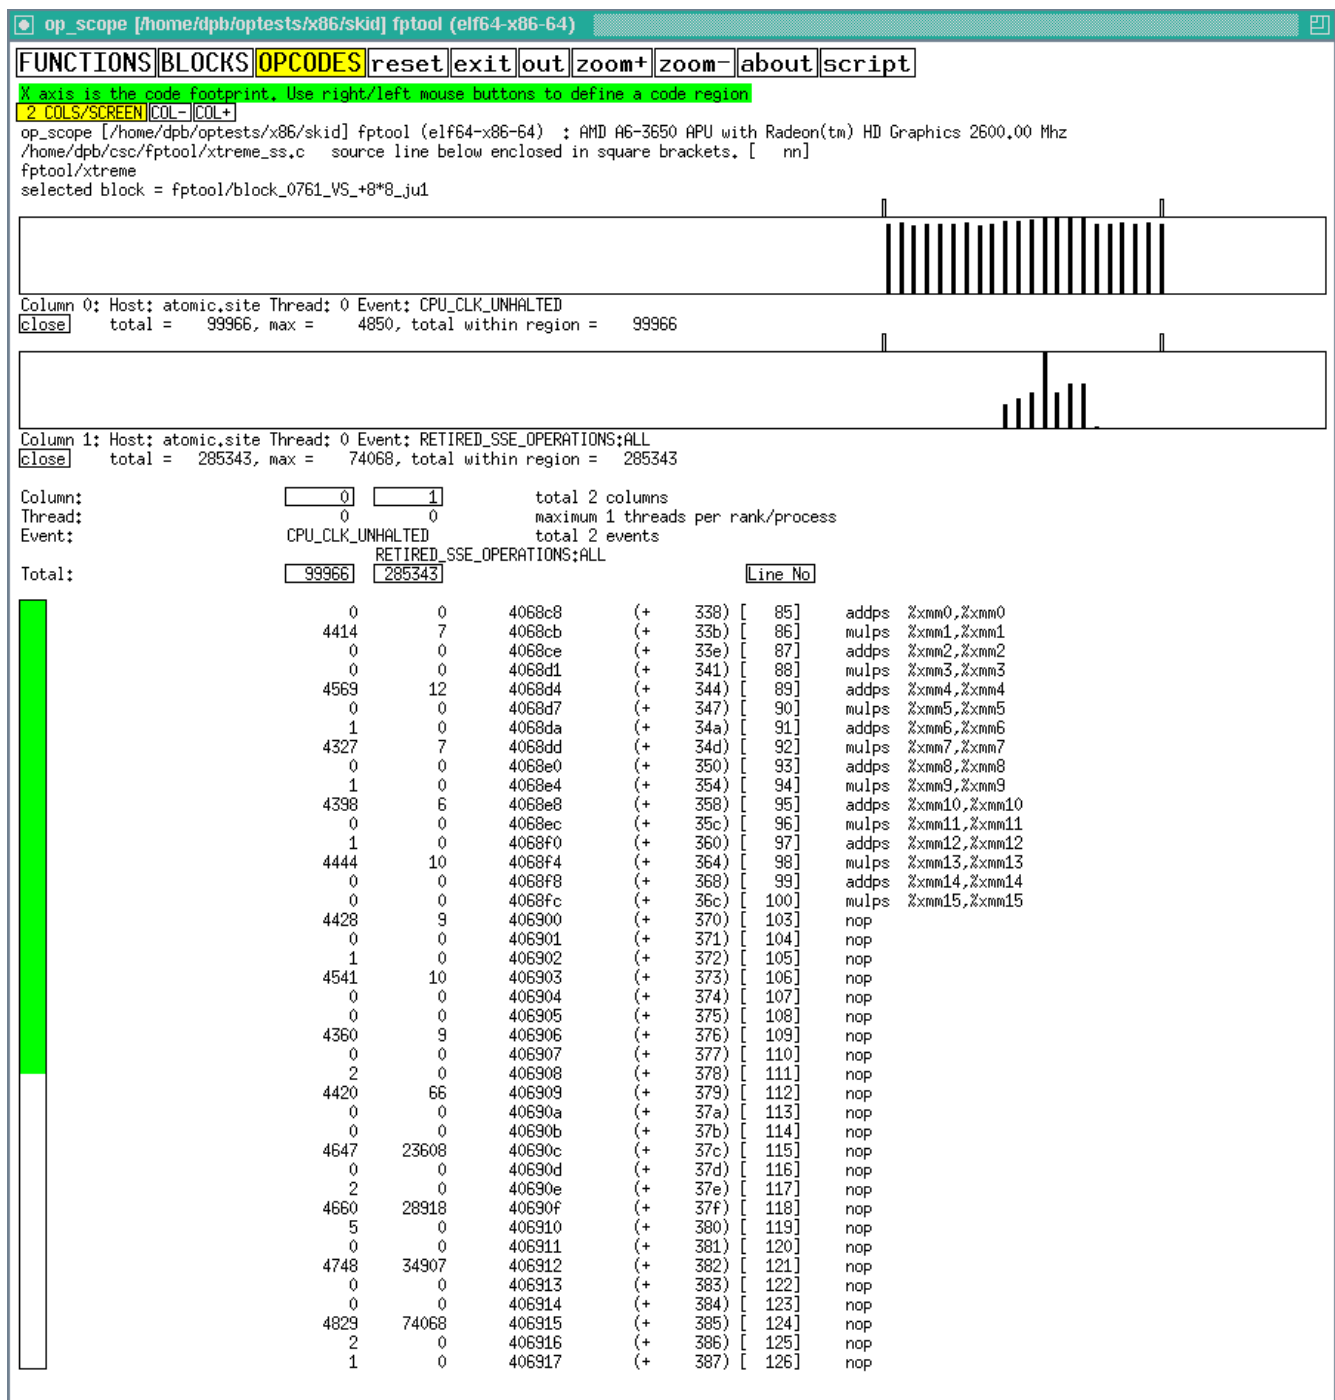 op_scope [/home/dpb/optests/x86/skid] fptool (elf64-x86-64)
FUNCTIONS BLOCKS OPCODES reset exit out zoom+ zoom- about script
X axis is the code footprint. Use right/left mouse buttons to define a code region
2 COLS/SCREEN COL- COL+
op_scope [/home/dpb/optests/x86/skid] fptool (elf64-x86-64) : AMD A6-3650 APU with Radeon(tm) HD Graphics 2600.00 Mhz
/home/dpb/csc/fptool/xtreme_ss.c source line below enclosed in square brackets. [ nn]
fptool/xtreme
selected block = fptool/block_0761_VS_+8*8_ju1
Column 0: Host: atomic.site Thread: 0 Event: CPU_CLK_UNHALTED
close total = 99966, max = 4850, total within region = 99966
Column 1: Host: atomic.site Thread: 0 Event: RETIRED_SSE_OPERATIONS:ALL
close total = 285343, max = 74068, total within region = 285343
Column: 0 1 total 2 columns
Thread: 0 0 maximum 1 threads per rank/process
Event: CPU_CLK_UNHALTED total 2 events
RETIRED_SSE_OPERATIONS:ALL
Total: 99966 285343 Line No
0 0 4068c8 (+ 338) [ 85] addps %xmm0,%xmm0
4414 7 4068cb (+ 33b) [ 86] mulps %xmm1,%xmm1
0 0 4068ce (+ 33e) [ 87] addps %xmm2,%xmm2
0 0 4068d1 (+ 341) [ 88] mulps %xmm3,%xmm3
4569 12 4068d4 (+ 344) [ 89] addps %xmm4,%xmm4
0 0 4068d7 (+ 347) [ 90] mulps %xmm5,%xmm5
1 0 4068da (+ 34a) [ 91] addps %xmm6,%xmm6
4327 7 4068dd (+ 34d) [ 92] mulps %xmm7,%xmm7
0 0 4068e0 (+ 350) [ 93] addps %xmm8,%xmm8
1 0 4068e4 (+ 354) [ 94] mulps %xmm9,%xmm9
4398 6 4068e8 (+ 358) [ 95] addps %xmm10,%xmm10
0 0 4068ec (+ 35c) [ 96] mulps %xmm11,%xmm11
1 0 4068f0 (+ 360) [ 97] addps %xmm12,%xmm12
4444 10 4068f4 (+ 364) [ 98] mulps %xmm13,%xmm13
0 0 4068f8 (+ 368) [ 99] addps %xmm14,%xmm14
0 0 4068fc (+ 36c) [ 100] mulps %xmm15,%xmm15
4428 9 406900 (+ 370) [ 103] nop
0 0 406901 (+ 371) [ 104] nop
1 0 406902 (+ 372) [ 105] nop
4541 10 406903 (+ 373) [ 106] nop
0 0 406904 (+ 374) [ 107] nop
0 0 406905 (+ 375) [ 108] nop
4360 9 406906 (+ 376) [ 109] nop
0 0 406907 (+ 377) [ 110] nop
2 0 406908 (+ 378) [ 111] nop
4420 66 406909 (+ 379) [ 112] nop
0 0 40690a (+ 37a) [ 113] nop
0 0 40690b (+ 37b) [ 114] nop
4647 23608 40690c (+ 37c) [ 115] nop
0 0 40690d (+ 37d) [ 116] nop
2 0 40690e (+ 37e) [ 117] nop
4660 28918 40690f (+ 37f) [ 118] nop
5 0 406910 (+ 380) [ 119] nop
0 0 406911 (+ 381) [ 120] nop
4748 34907 406912 (+ 382) [ 121] nop
0 0 406913 (+ 383) [ 122] nop
0 0 406914 (+ 384) [ 123] nop
4829 74068 406915 (+ 385) [ 124] nop
2 0 406916 (+ 386) [ 125] nop
1 0 406917 (+ 387) [ 126] nop